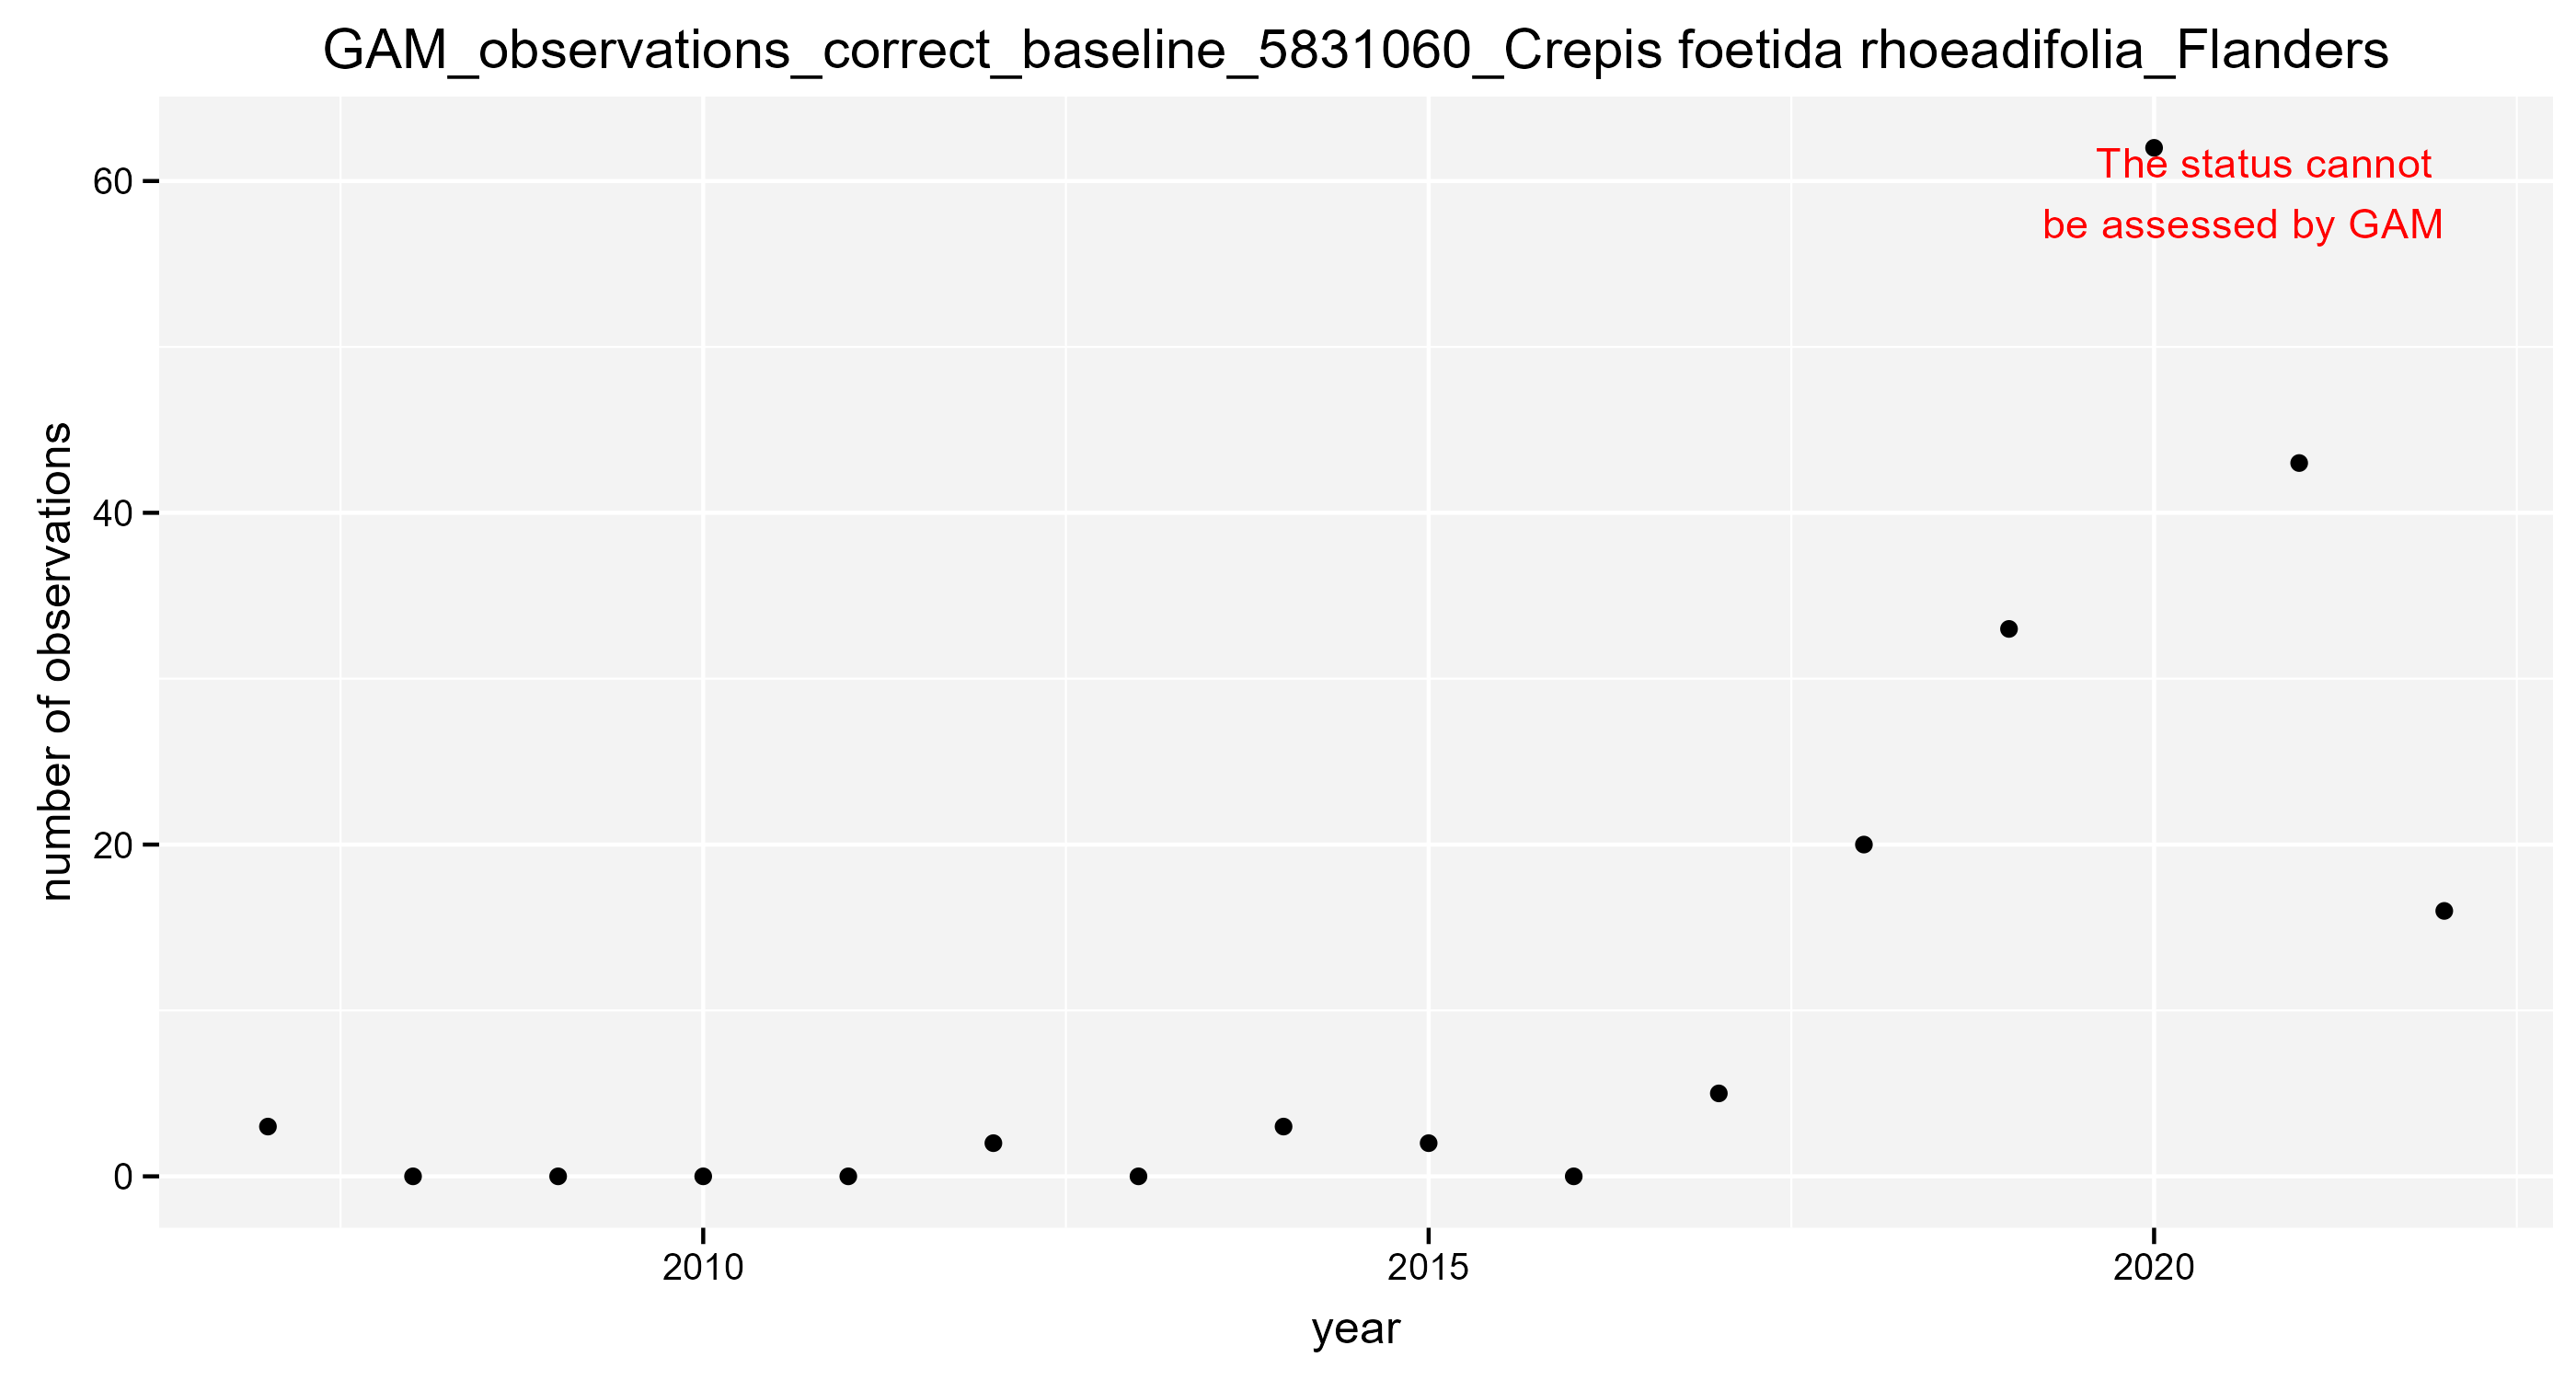 GAM_observations_correct_baseline_5831060_Crepis foetida rhoeadifolia_Flanders
The status cannot
be assessed by GAM
60
40
20
0
number of observations
2010
2015
2020
year